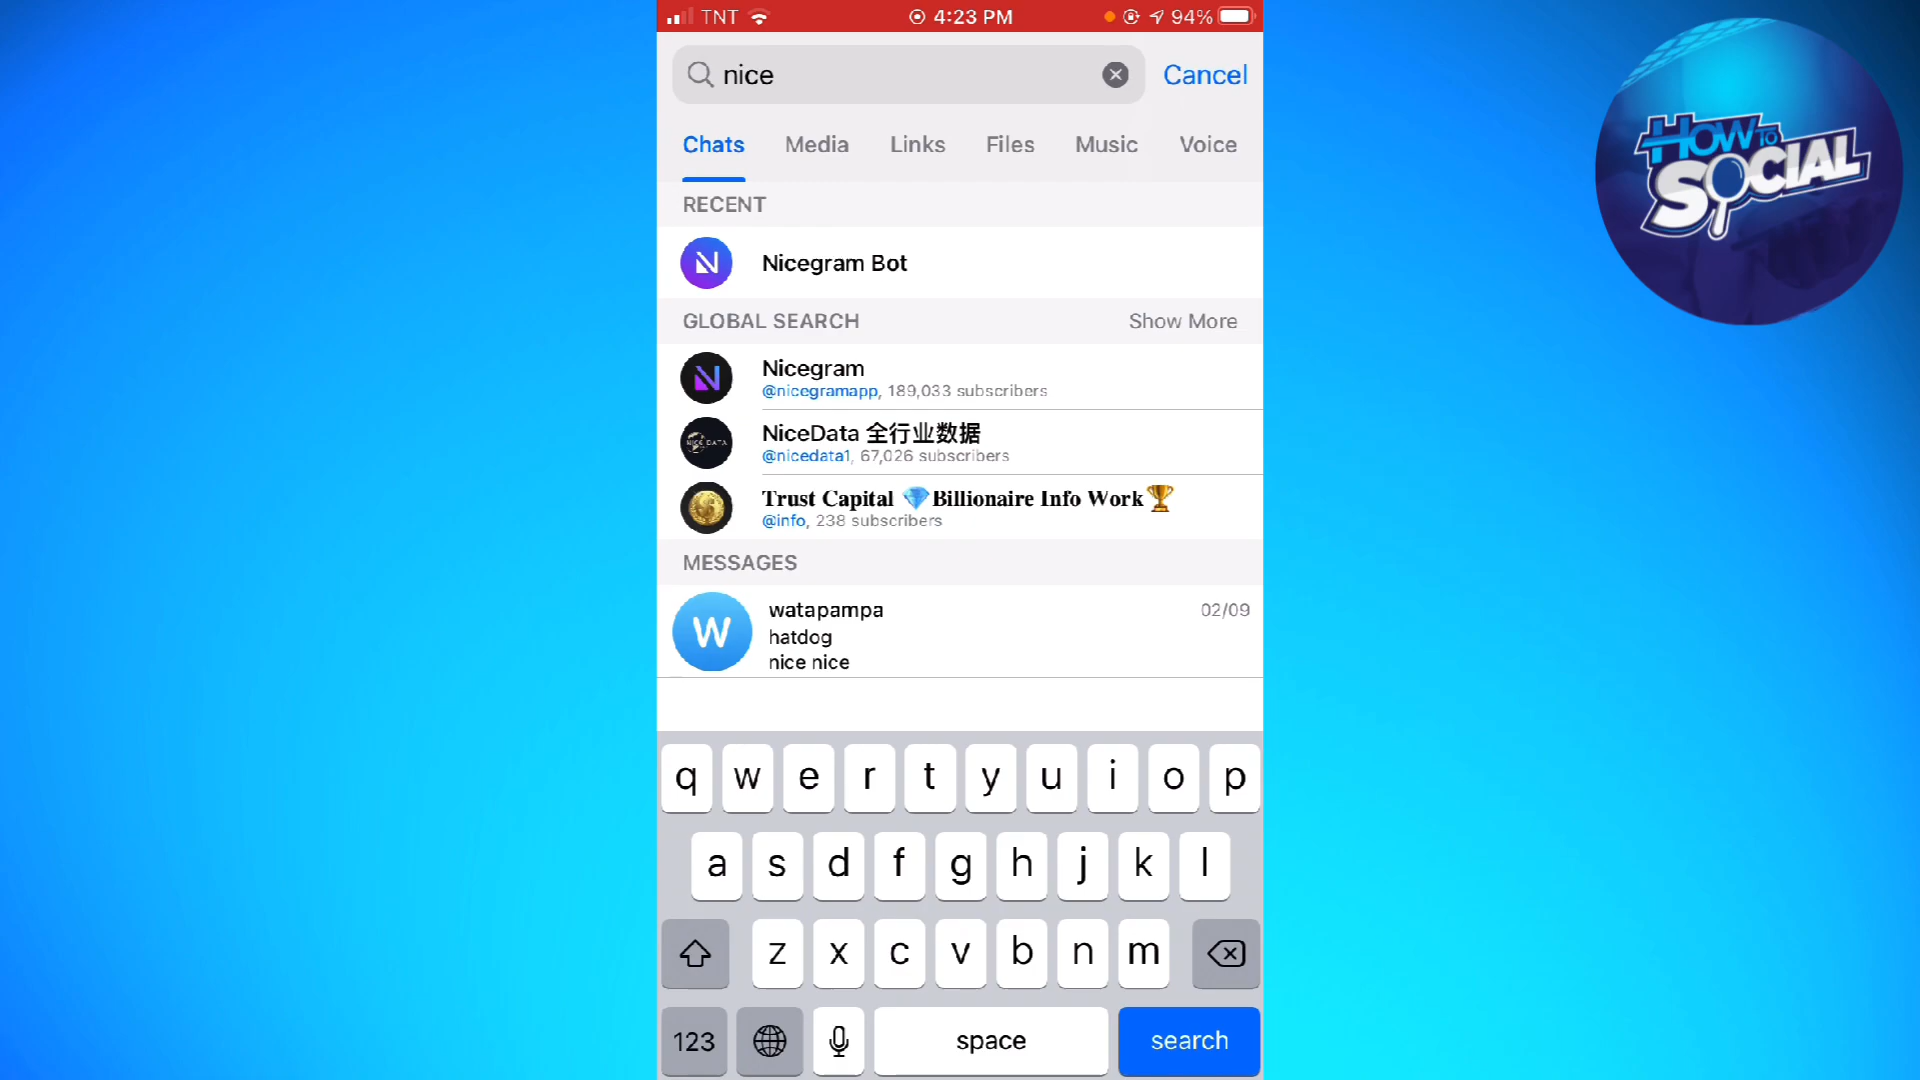 TNT 4:23 PM 94%
nice Cancel
Chats Media Links Files Music Voice
RECENT
Nicegram Bot
GLOBAL SEARCH Show More
Nicegram
@nicegramapp, 189,033 subscribers
NICE DATA
NiceData 全行业数据
@nicedata1, 67,026 subscribers
Trust Capital 💎Billionaire Info Work🏆
@info, 238 subscribers
MESSAGES
W
watapampa 02/09
hatdog
nice nice
q w e r t y u i o p
a s d f g h j k l
z x c v b n m
123 space search
HOW TO
SOCIAL